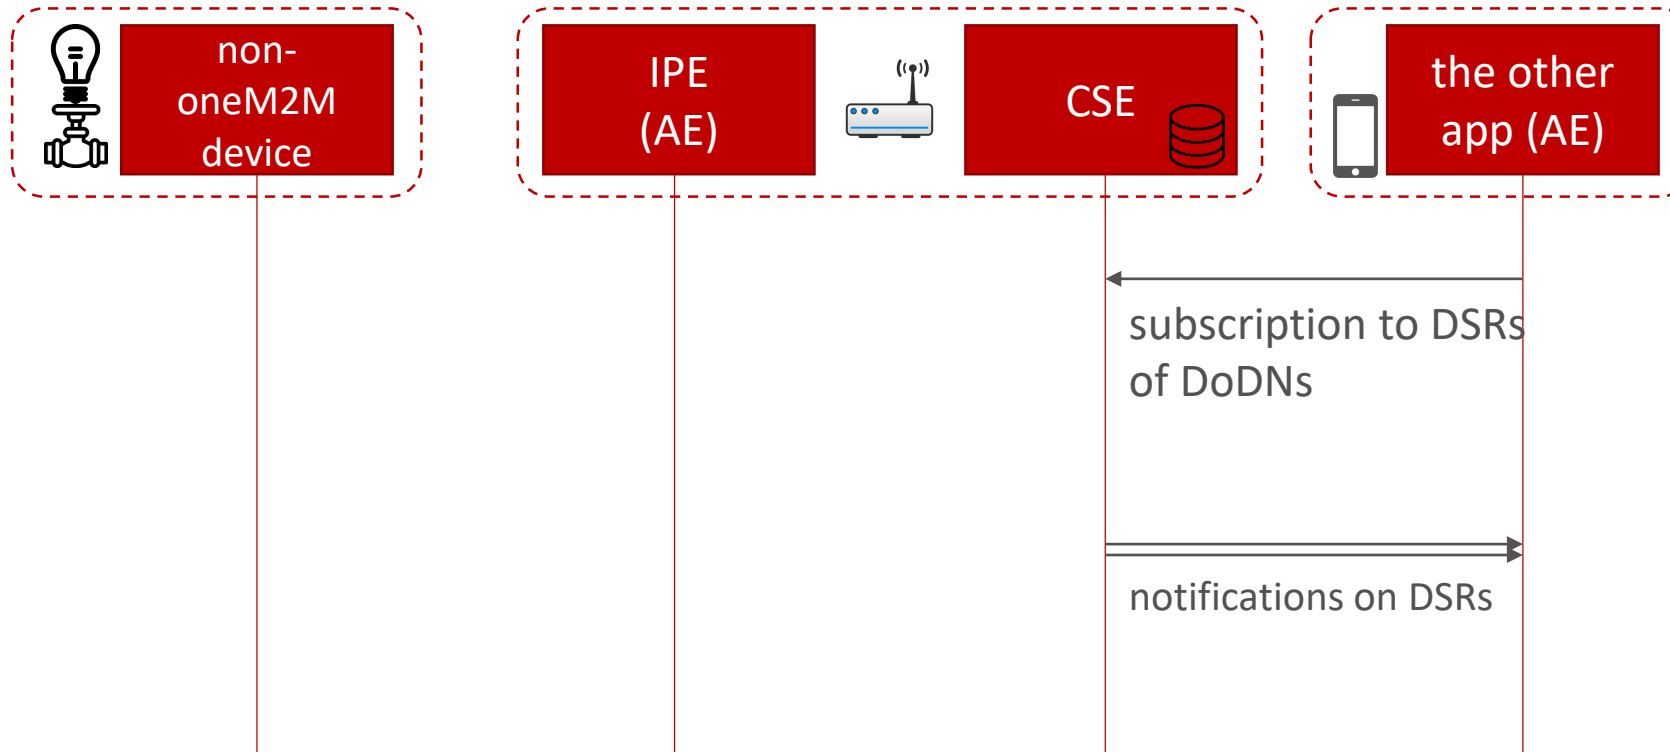 non-
oneM2M
device
IPE
(AE)
CSE
the other
app (AE)
subscription to DSRs
of DoDNs
notifications on DSRs